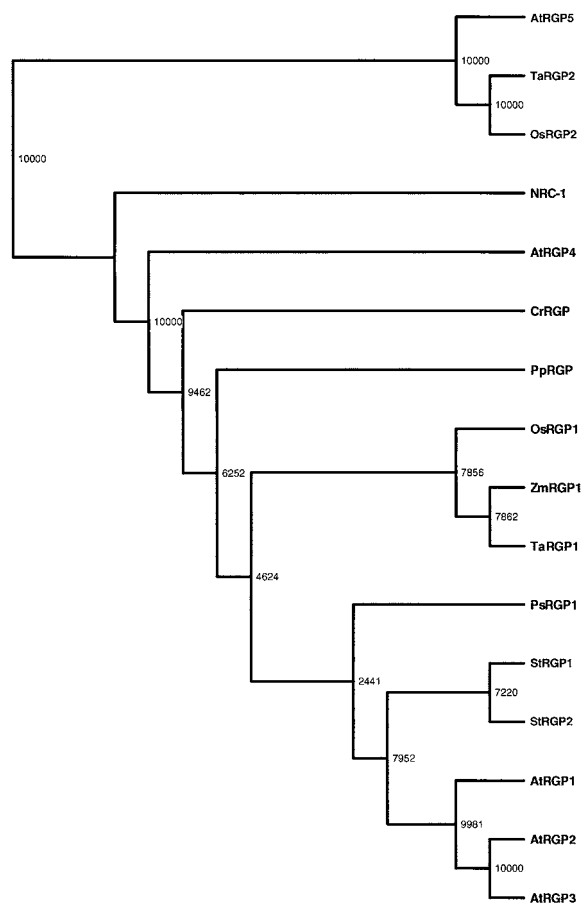 AtRGP5
10000
TaRGP2
10000
OsRGP2
10000
NRC-1
AtRGP4
10000
CrRGP
9462
PpRGP
6252
OsRGP1
7856
ZmRGP1
7862
TaRGP1
4624
PsRGP1
2441
StRGP1
7220
StRGP2
7952
AtRGP1
9981
AtRGP2
10000
AtRGP3